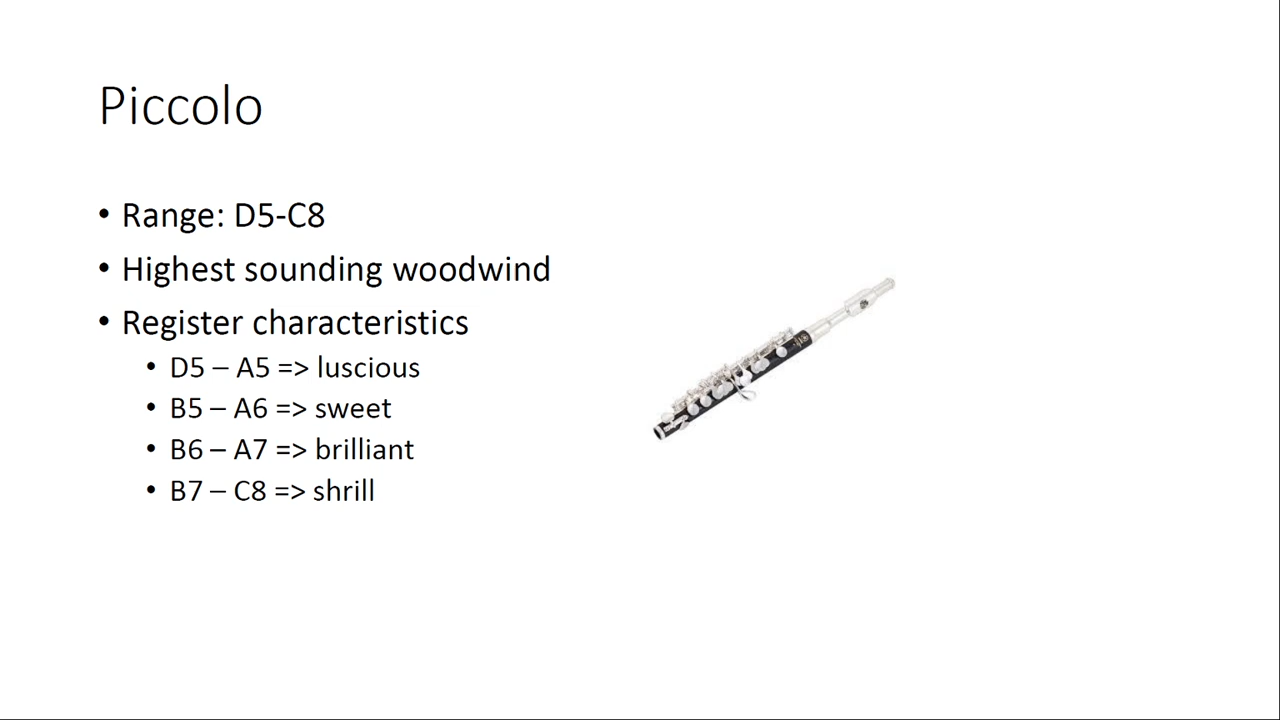 Piccolo
• Range: D5-C8
• Highest sounding woodwind
• Register characteristics
• D5 – A5 => luscious
• B5 – A6 => sweet
• B6 – A7 => brilliant
• B7 – C8 => shrill